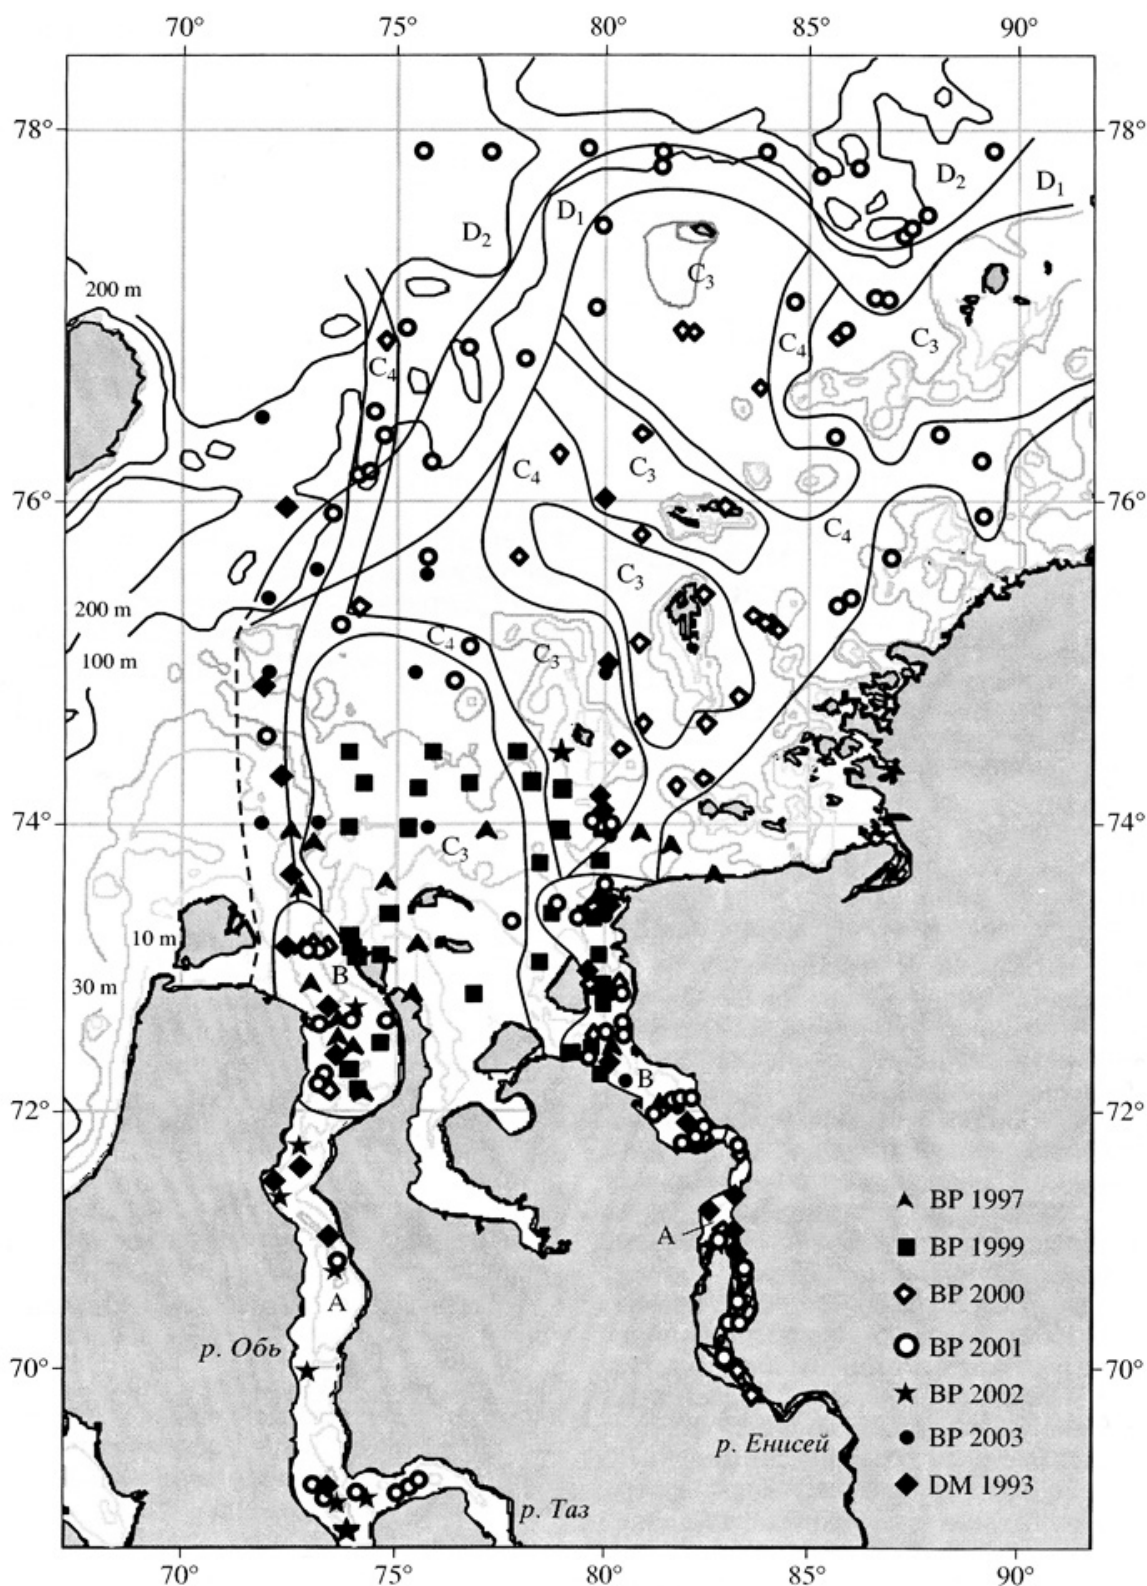 70° 75° 80° 85° 90°
78° 78°
D₂
D₁
D₂
D₁
C₃
200 m
C₄
C₃
C₄
C₄
C₃
76° 76°
C₄
C₃
200 m
C₄
C₃
100 m
74° 74°
C₃
10 m
B
30 m
B
72° 72°
BP 1997
A
BP 1999
BP 2000
A
р. Обь
BP 2001
70° 70°
BP 2002
р. Енисей
BP 2003
DM 1993
р. Таз
70° 75° 80° 85° 90°